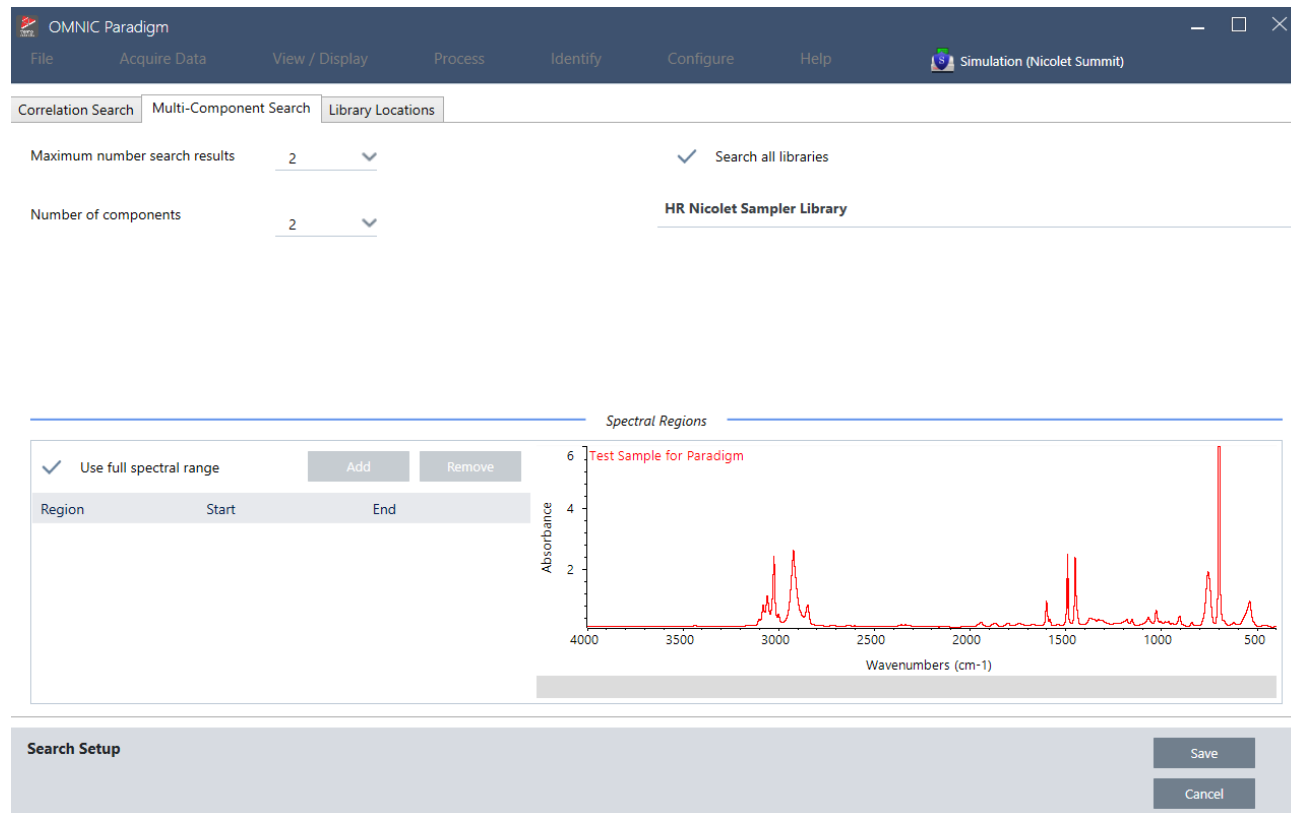 OMNIC Paradigm
File Acquire Data View / Display Process Identify Configure Help Simulation (Nicolet Summit)
Correlation Search Multi-Component Search Library Locations
Maximum number search results 2 Search all libraries
Number of components 2 HR Nicolet Sampler Library
Spectral Regions
Use full spectral range Add Remove
Region Start End
Test Sample for Paradigm
6
4
2
Absorbance
4000 3500 3000 2500 2000 1500 1000 500
Wavenumbers (cm-1)
Search Setup
Save
Cancel